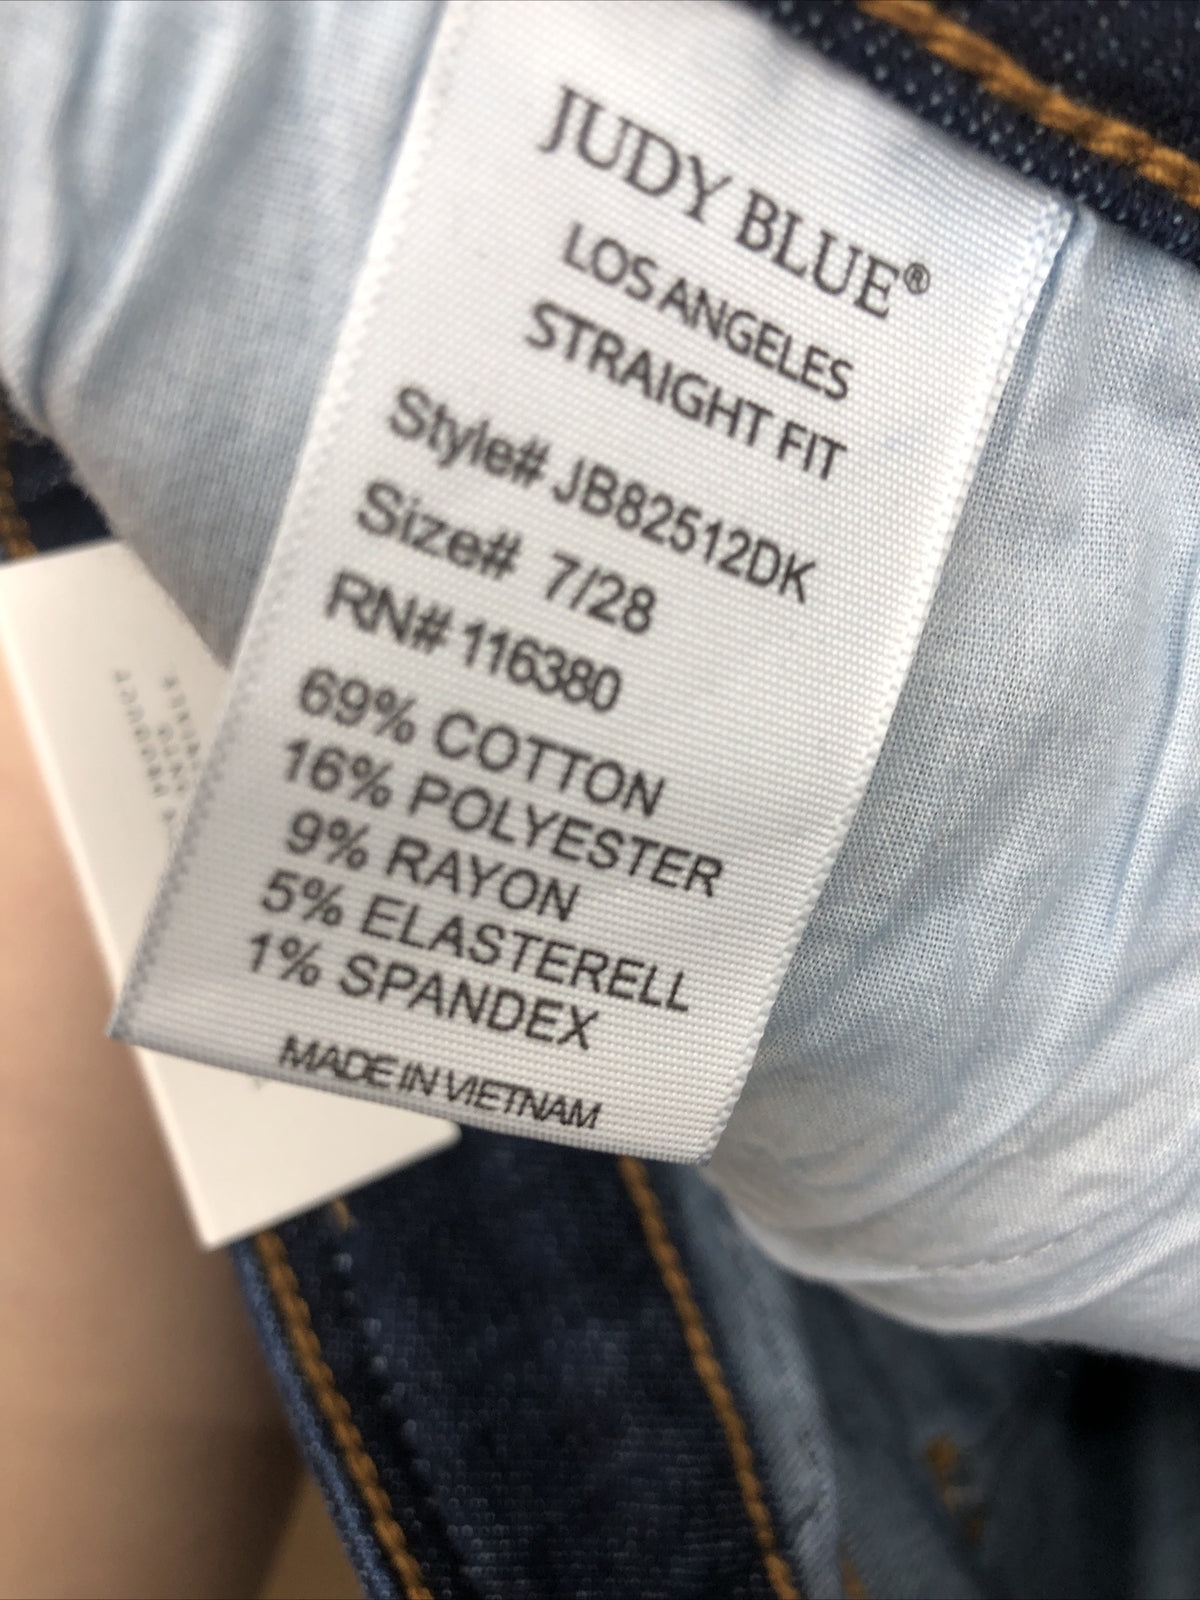 JUDY BLUE®
LOS ANGELES
STRAIGHT FIT
Style# JB82512DK
Size# 7/28
RN# 116380
69% COTTON
16% POLYESTER
9% RAYON
5% ELASTERELL
1% SPANDEX
MADE IN VIETNAM